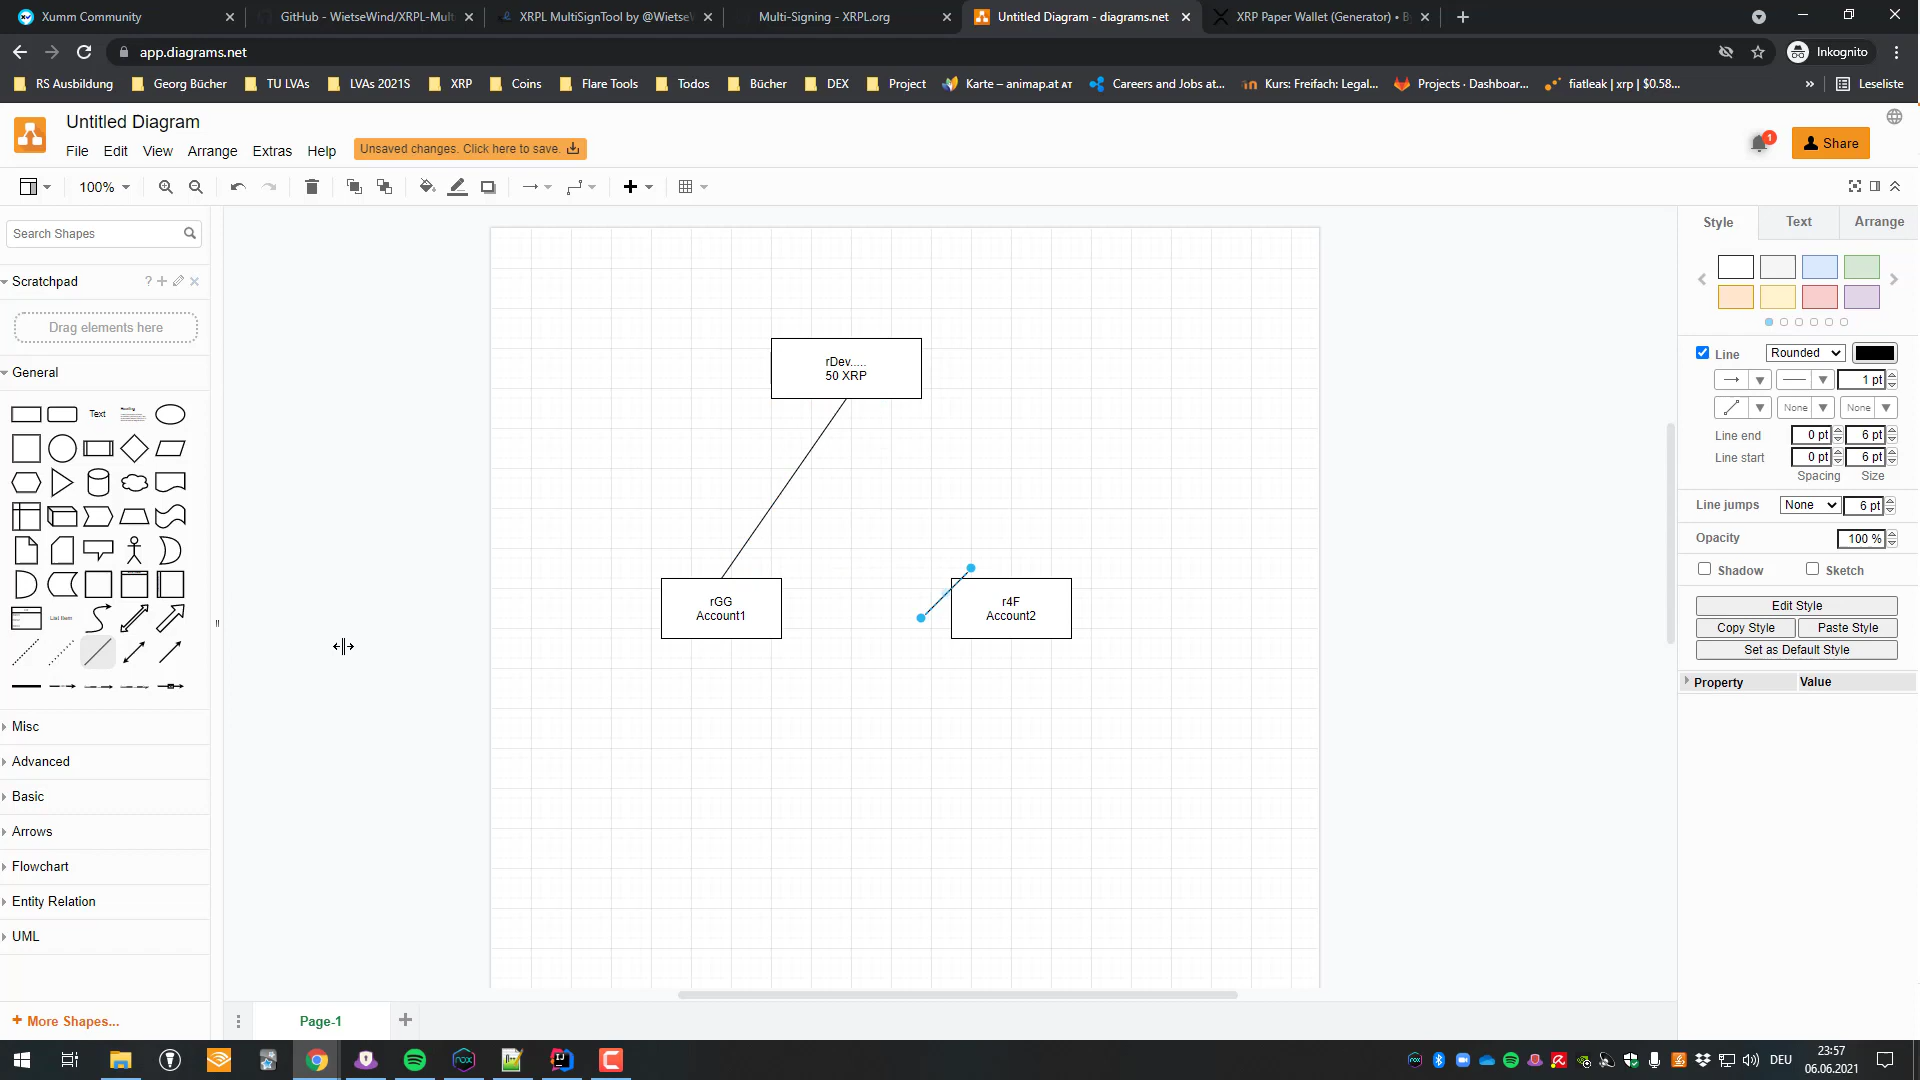 Xumm Community
GitHub - WietseWind/XRPL-Mult
XRPL MultiSignTool by @WietseW
Multi-Signing - XRPL.org
Untitled Diagram - diagrams.net
XRP Paper Wallet (Generator) • B
app.diagrams.net
Inkognito
RS Ausbildung
Georg Bücher
TU LVAs
LVAs 2021S
XRP
Coins
Flare Tools
Todos
Bücher
DEX
Project
Karte – animap.at ᴀᴛ
Careers and Jobs at...
Kurs: Freifach: Legal...
Projects · Dashboar...
fiatleak | xrp | $0.58...
»
Leseliste
Untitled Diagram
File Edit View Arrange Extras Help
Unsaved changes. Click here to save.
1
Share
100%
Search Shapes
Scratchpad
?
Drag elements here
General
Text
Heading
List Item
Misc
Advanced
Basic
Arrows
Flowchart
Entity Relation
UML
+ More Shapes...
rDev.....
50 XRP
rGG
Account1
r4F
Account2
Page-1
Style Text Arrange
Line Rounded
1 pt
None None
Line end 0 pt 6 pt
Line start 0 pt 6 pt
Spacing Size
Line jumps None 6 pt
Opacity 100 %
Shadow Sketch
Edit Style
Copy Style Paste Style
Set as Default Style
Property Value
nox
DEU
23:57
06.06.2021